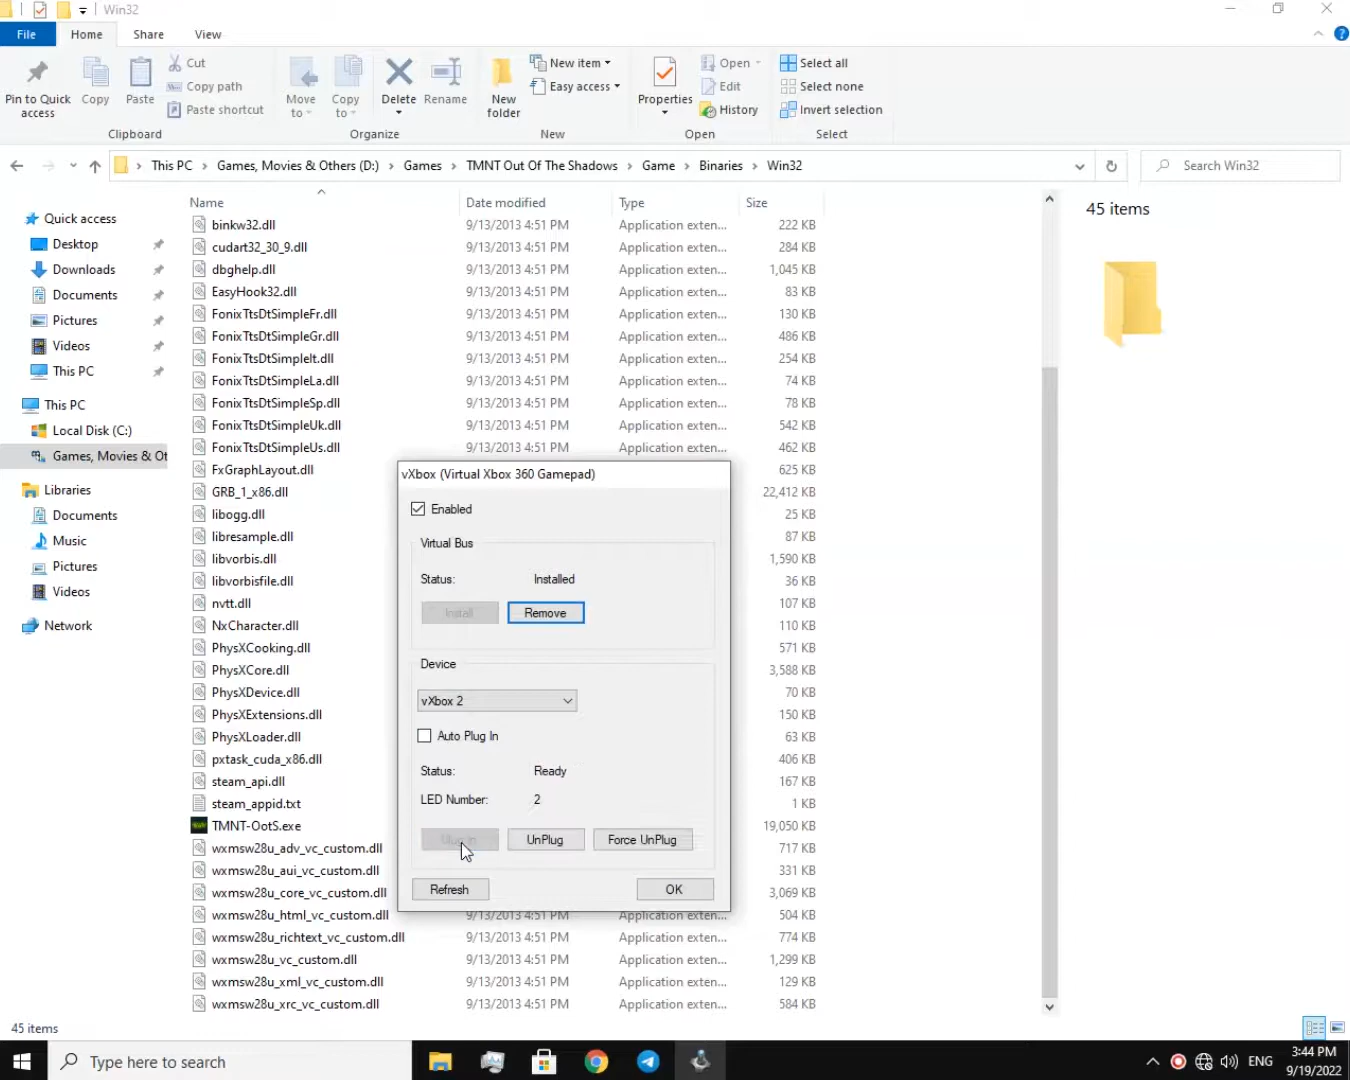 Win32
File Home Share View
Pin to Quick access
Copy
Paste
Cut
Copy path
Paste shortcut
Clipboard
Move to
Copy to
Delete
Rename
Organize
New folder
New item
Easy access
New
Properties
Open
Edit
History
Open
Select all
Select none
Invert selection
Select
This PC > Games, Movies & Others (D:) > Games > TMNT Out Of The Shadows > Game > Binaries > Win32
Search Win32
Quick access
Desktop
Downloads
Documents
Pictures
Videos
This PC
This PC
Local Disk (C:)
Games, Movies & Ot
Libraries
Documents
Music
Pictures
Videos
Network
Name Date modified Type Size
binkw32.dll 9/13/2013 4:51 PM Application exten... 222 KB
cudart32_30_9.dll 9/13/2013 4:51 PM Application exten... 284 KB
dbghelp.dll 9/13/2013 4:51 PM Application exten... 1,045 KB
EasyHook32.dll 9/13/2013 4:51 PM Application exten... 83 KB
FonixTtsDtSimpleFr.dll 9/13/2013 4:51 PM Application exten... 130 KB
FonixTtsDtSimpleGr.dll 9/13/2013 4:51 PM Application exten... 486 KB
FonixTtsDtSimpleIt.dll 9/13/2013 4:51 PM Application exten... 254 KB
FonixTtsDtSimpleLa.dll 9/13/2013 4:51 PM Application exten... 74 KB
FonixTtsDtSimpleSp.dll 9/13/2013 4:51 PM Application exten... 78 KB
FonixTtsDtSimpleUk.dll 9/13/2013 4:51 PM Application exten... 542 KB
FonixTtsDtSimpleUs.dll 9/13/2013 4:51 PM Application exten... 462 KB
FxGraphLayout.dll 625 KB
GRB_1_x86.dll 22,412 KB
libogg.dll 25 KB
libresample.dll 87 KB
libvorbis.dll 1,590 KB
libvorbisfile.dll 36 KB
nvtt.dll 107 KB
NxCharacter.dll 110 KB
PhysXCooking.dll 571 KB
PhysXCore.dll 3,588 KB
PhysXDevice.dll 70 KB
PhysXExtensions.dll 150 KB
PhysXLoader.dll 63 KB
pxtask_cuda_x86.dll 406 KB
steam_api.dll 167 KB
steam_appid.txt 1 KB
TMNT-OotS.exe 19,050 KB
wxmsw28u_adv_vc_custom.dll 717 KB
wxmsw28u_aui_vc_custom.dll 331 KB
wxmsw28u_core_vc_custom.dll 3,069 KB
wxmsw28u_html_vc_custom.dll 9/13/2013 4:51 PM Application exten... 504 KB
wxmsw28u_richtext_vc_custom.dll 9/13/2013 4:51 PM Application exten... 774 KB
wxmsw28u_vc_custom.dll 9/13/2013 4:51 PM Application exten... 1,299 KB
wxmsw28u_xml_vc_custom.dll 9/13/2013 4:51 PM Application exten... 129 KB
wxmsw28u_xrc_vc_custom.dll 9/13/2013 4:51 PM Application exten... 584 KB
vXbox (Virtual Xbox 360 Gamepad)
Enabled
Virtual Bus
Status: Installed
Install Remove
Device
vXbox 2
Auto Plug In
Status: Ready
LED Number: 2
UnPlug Force UnPlug
Refresh OK
45 items
45 items
Type here to search
ENG
3:44 PM
9/19/2022